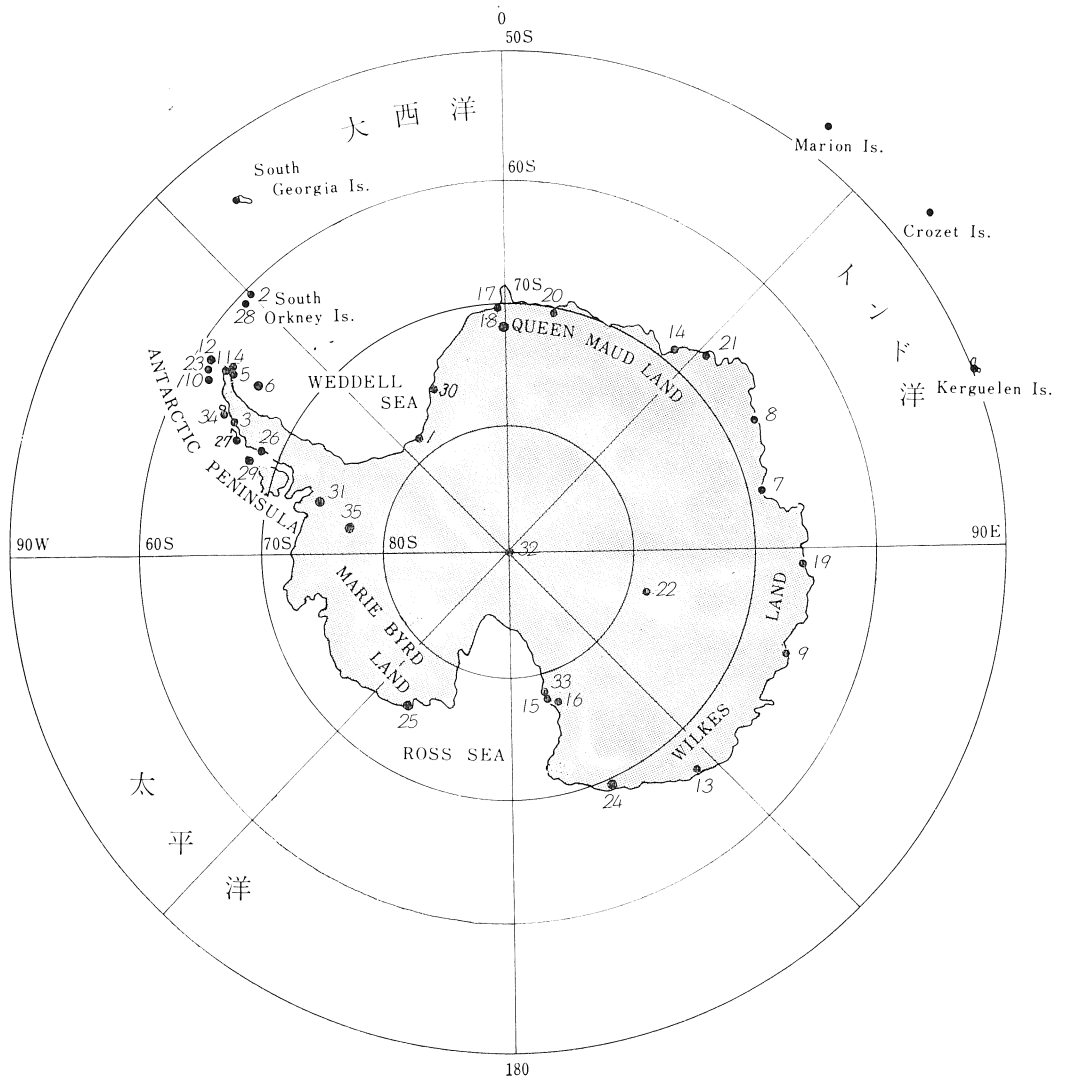 0
50S
大西洋
Marion Is.
South
Georgia Is.
60S
Crozet Is.
インド洋
Kerguelen Is.
70S
17
20
18
QUEEN MAUD LAND
14
21
2
South
28
Orkney Is.
12
11
4
23
5
10
6
WEDDELL
SEA
30
8
ANTARCTIC PENINSULA
34
3
27
26
1
29
31
7
35
90W
60S
70S
80S
32
90E
19
22
MARIE BYRD
LAND
WILKES
LAND
9
33
15
16
25
ROSS SEA
24
13
太平洋
180